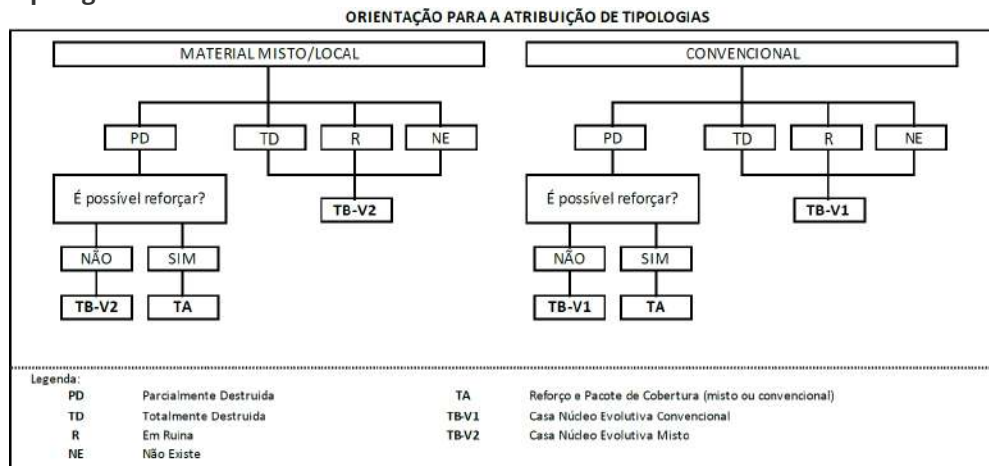 ORIENTAÇÃO PARA A ATRIBUIÇÃO DE TIPOLOGIAS
MATERIAL MISTO/LOCAL
PD TD R NE
É possível reforçar?
TB-V2
NÃO SIM
TB-V2 TA
CONVENCIONAL
PD TD R NE
É possível reforçar?
TB-V1
NÃO SIM
TB-V1 TA
Legenda:
PD Parcialmente Destruida
TD Totalmente Destruida
R Em Ruina
NE Não Existe
TA Reforço e Pacote de Cobertura (misto ou convencional)
TB-V1 Casa Núcleo Evolutiva Convencional
TB-V2 Casa Núcleo Evolutiva Misto